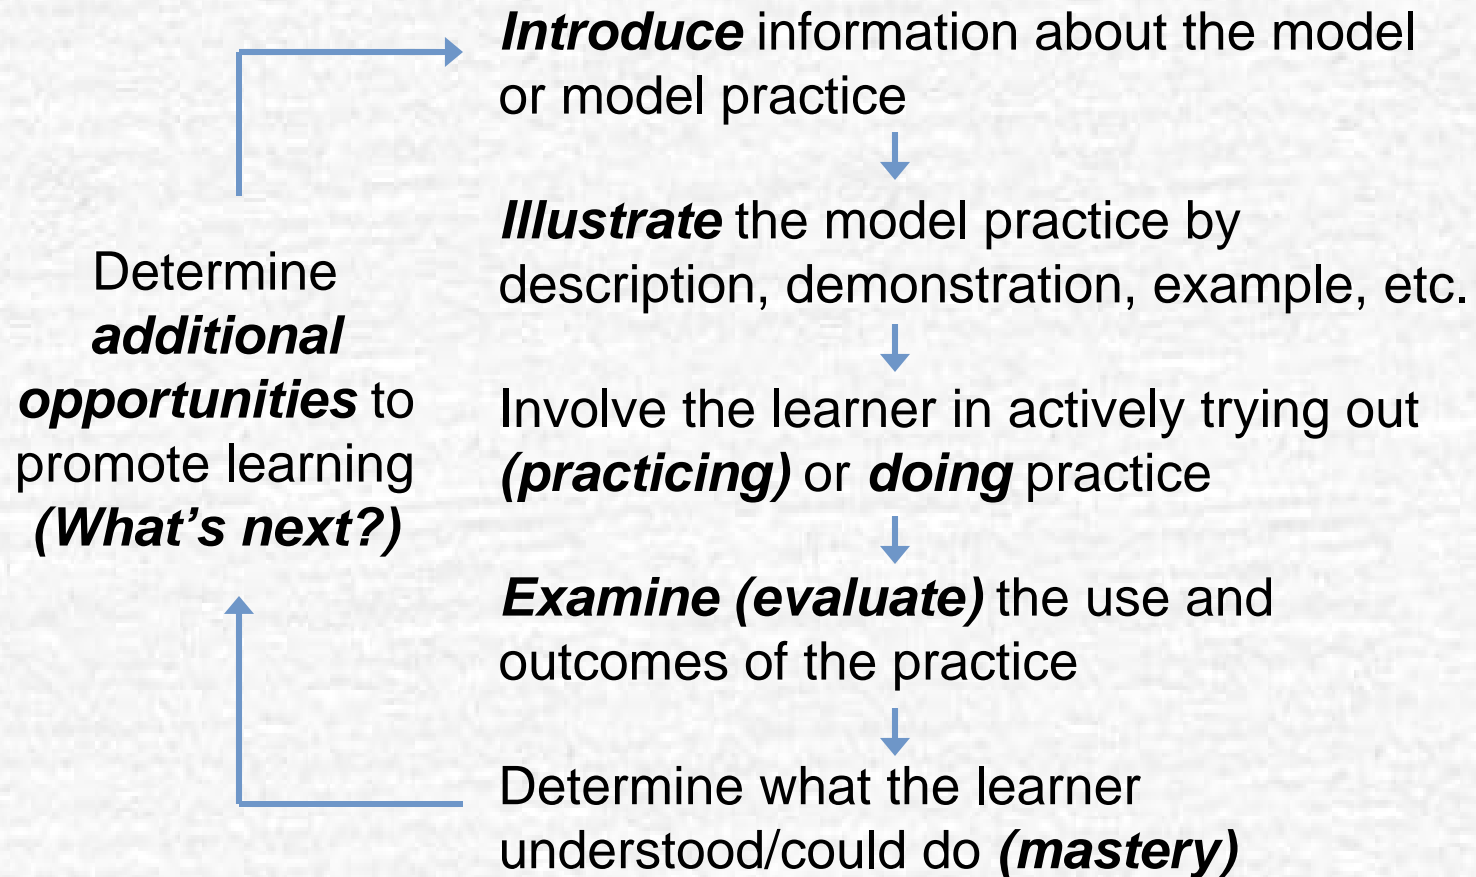 Introduce information about the model
or model practice
Illustrate the model practice by
description, demonstration, example, etc.
Involve the learner in actively trying out
(practicing) or doing practice
Examine (evaluate) the use and
outcomes of the practice
Determine what the learner
understood/could do (mastery)
Determine
additional
opportunities to
promote learning
(What’s next?)